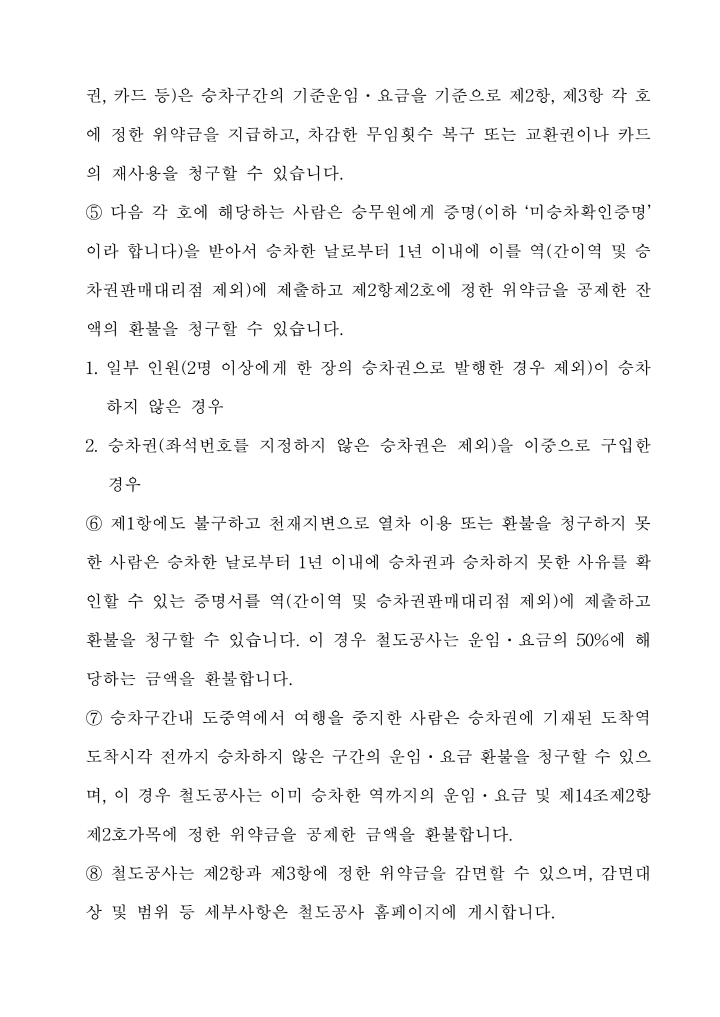 권, 카드 등)은 승차구간의 기준운임·요금을 기준으로 제2항, 제3항 각 호
에 정한 위약금을 지급하고, 차감한 무임횟수 복구 또는 교환권이나 카드
의 재사용을 청구할 수 있습니다.
⑤ 다음 각 호에 해당하는 사람은 승무원에게 증명(이하 ‘미승차확인증명’
이라 합니다)을 받아서 승차한 날로부터 1년 이내에 이를 역(간이역 및 승
차권판매대리점 제외)에 제출하고 제2항제2호에 정한 위약금을 공제한 잔
액의 환불을 청구할 수 있습니다.
1. 일부 인원(2명 이상에게 한 장의 승차권으로 발행한 경우 제외)이 승차
하지 않은 경우
2. 승차권(좌석번호를 지정하지 않은 승차권은 제외)을 이중으로 구입한
경우
⑥ 제1항에도 불구하고 천재지변으로 열차 이용 또는 환불을 청구하지 못
한 사람은 승차한 날로부터 1년 이내에 승차권과 승차하지 못한 사유를 확
인할 수 있는 증명서를 역(간이역 및 승차권판매대리점 제외)에 제출하고
환불을 청구할 수 있습니다. 이 경우 철도공사는 운임·요금의 50%에 해
당하는 금액을 환불합니다.
⑦ 승차구간내 도중역에서 여행을 중지한 사람은 승차권에 기재된 도착역
도착시각 전까지 승차하지 않은 구간의 운임·요금 환불을 청구할 수 있으
며, 이 경우 철도공사는 이미 승차한 역까지의 운임·요금 및 제14조제2항
제2호가목에 정한 위약금을 공제한 금액을 환불합니다.
⑧ 철도공사는 제2항과 제3항에 정한 위약금을 감면할 수 있으며, 감면대
상 및 범위 등 세부사항은 철도공사 홈페이지에 게시합니다.